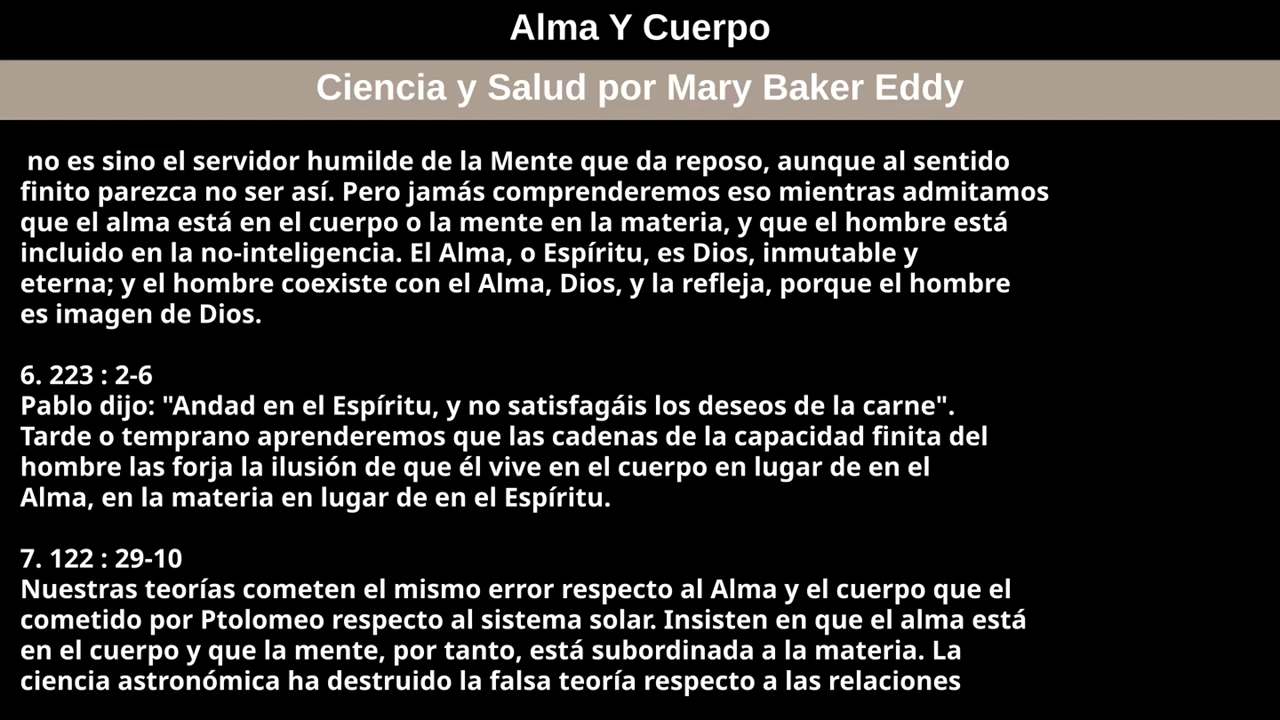 Alma Y Cuerpo
Ciencia y Salud por Mary Baker Eddy
no es sino el servidor humilde de la Mente que da reposo, aunque al sentido
finito parezca no ser así. Pero jamás comprenderemos eso mientras admitamos
que el alma está en el cuerpo o la mente en la materia, y que el hombre está
incluido en la no-inteligencia. El Alma, o Espíritu, es Dios, inmutable y
eterna; y el hombre coexiste con el Alma, Dios, y la refleja, porque el hombre
es imagen de Dios.
6. 223 : 2-6
Pablo dijo: "Andad en el Espíritu, y no satisfagáis los deseos de la carne".
Tarde o temprano aprenderemos que las cadenas de la capacidad finita del
hombre las forja la ilusión de que él vive en el cuerpo en lugar de en el
Alma, en la materia en lugar de en el Espíritu.
7. 122 : 29-10
Nuestras teorías cometen el mismo error respecto al Alma y el cuerpo que el
cometido por Ptolomeo respecto al sistema solar. Insisten en que el alma está
en el cuerpo y que la mente, por tanto, está subordinada a la materia. La
ciencia astronómica ha destruido la falsa teoría respecto a las relaciones